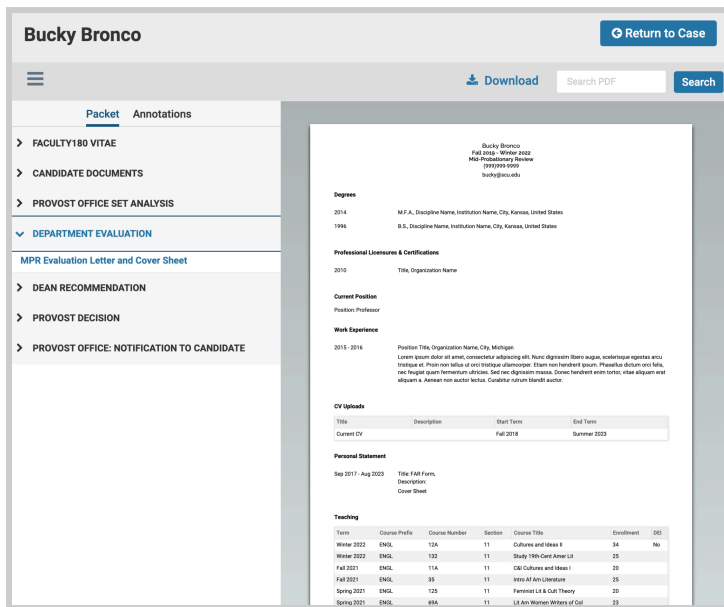 Bucky Bronco
Return to Case
Download
Search PDF
Search
Packet Annotations
FACULTY180 VITAE
CANDIDATE DOCUMENTS
PROVOST OFFICE SET ANALYSIS
DEPARTMENT EVALUATION
MPR Evaluation Letter and Cover Sheet
DEAN RECOMMENDATION
PROVOST DECISION
PROVOST OFFICE: NOTIFICATION TO CANDIDATE
Bucky Bronco
Fall 2019 - Winter 2022
Mid-Probationary Review
(999)999-9999
bucky@scu.edu
Degrees
2014 M.F.A., Discipline Name, Institution Name, City, Kansas, United States
1996 B.S., Discipline Name, Institution Name, City, Kansas, United States
Professional Licensures & Certifications
2010 Title, Organization Name
Current Position
Position: Professor
Work Experience
2015 - 2016 Position Title, Organization Name, City, Michigan
Lorem ipsum dolor sit amet, consectetur adipiscing elit. Nunc dignissim libero augue, scelerisque egestas arcu
tristique et. Proin non tellus ut orci tristique ullamcorper. Etiam non hendrerit ipsum. Phasellus dictum orci felis,
nec feugiat quam fermentum ultricies. Sed nec dignissim massa. Donec hendrerit enim tortor, vitae aliquam erat
aliquam a. Aenean non auctor lectus. Curabitur rutrum blandit auctor.
CV Uploads
Title Description Start Term End Term
Current CV Fall 2018 Summer 2023
Personal Statement
Sep 2017 - Aug 2023 Title: FAR Form,
Description:
Cover Sheet
Teaching
Term Course Prefix Course Number Section Course Title Enrollment DEI
Winter 2022 ENGL 12A 11 Cultures and Ideas II 34 No
Winter 2022 ENGL 132 11 Study 19th-Cent Amer Lit 25
Fall 2021 ENGL 11A 11 C&I Cultures and Ideas I 20
Fall 2021 ENGL 35 11 Intro Af Am Literature 25
Spring 2021 ENGL 125 11 Feminist Lit & Cult Theory 20
Spring 2021 ENGL 69A 11 Lit Am Women Writers of Col 23